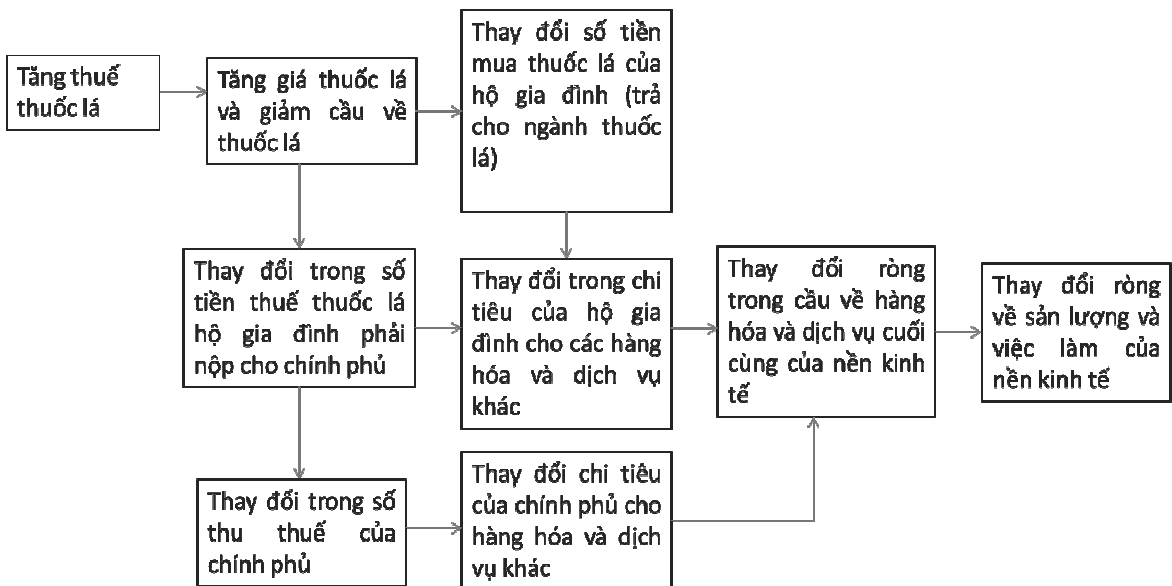 Tăng thuế
thuốc lá
Tăng giá thuốc lá
và giảm cầu về
thuốc lá
Thay đổi số tiền
mua thuốc lá của
hộ gia đình (trả
cho ngành thuốc
lá)
Thay đổi trong số
tiền thuế thuốc lá
hộ gia đình phải
nộp cho chính phủ
Thay đổi trong chi
tiêu của hộ gia
đình cho các hàng
hóa và dịch vụ
khác
Thay đổi ròng
trong cầu về hàng
hóa và dịch vụ cuối
cùng của nền kinh
tế
Thay đổi ròng
về sản lượng và
việc làm của
nền kinh tế
Thay đổi trong số
thu thuế của
chính phủ
Thay đổi chi tiêu
của chính phủ cho
hàng hóa và dịch
vụ khác